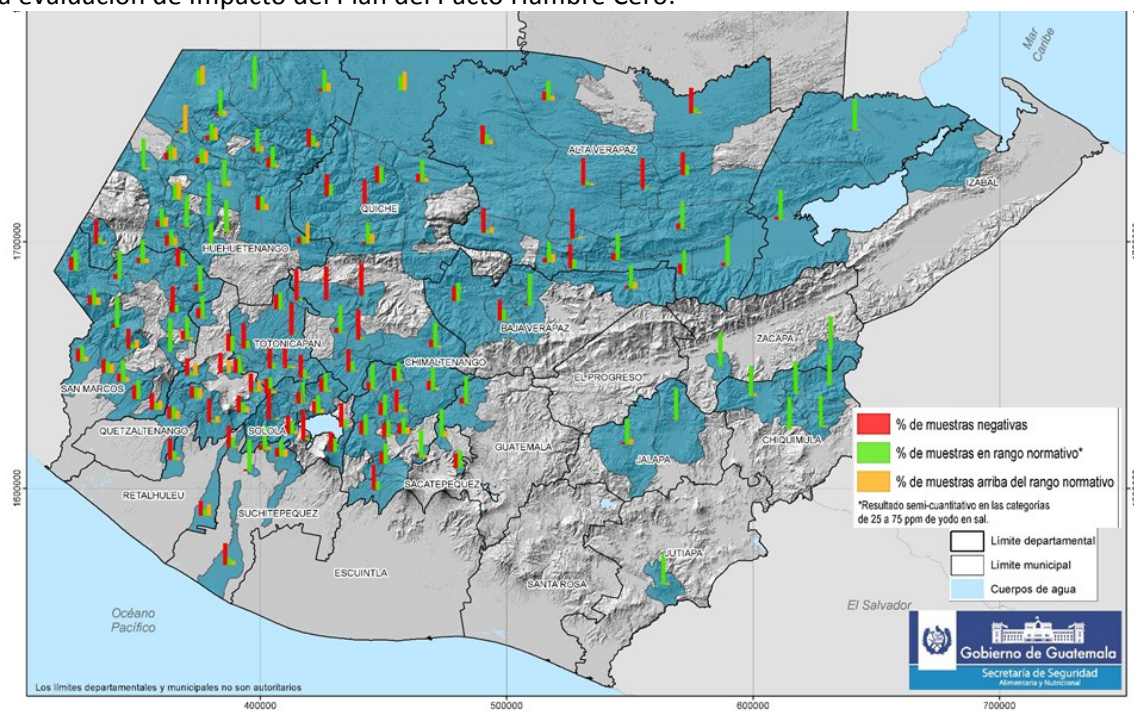 la evaluación de impacto del Plan del Pacto Hambre Cero.
Mar
Caribe
ALTA VERAPAZ
IZABAL
QUICHE
HUEHUETENANGO
BAJA VERAPAZ
ZACAPA
TOTONICAPAN
CHIMALTENANGO
EL PROGRESO
SAN MARCOS
QUETZALTENANGO
SOLOLA
GUATEMALA
JALAPA
CHIQUIMULA
SACATEPEQUEZ
RETALHULEU
SUCHITEPEQUEZ
ESCUINTLA
SANTA ROSA
JUTIAPA
El Salvador
Océano
Pacífico
% de muestras negativas
% de muestras en rango normativo*
% de muestras arriba del rango normativo
*Resultado semi-cuantitativo en las categorías
de 25 a 75 ppm de yodo en sal.
Límite departamental
Límite municipal
Cuerpos de agua
Gobierno de Guatemala
Secretaría de Seguridad
Alimentaria y Nutricional
Los límites departamentales y municipales no son autoritarios
1700000
400000
500000
600000
700000